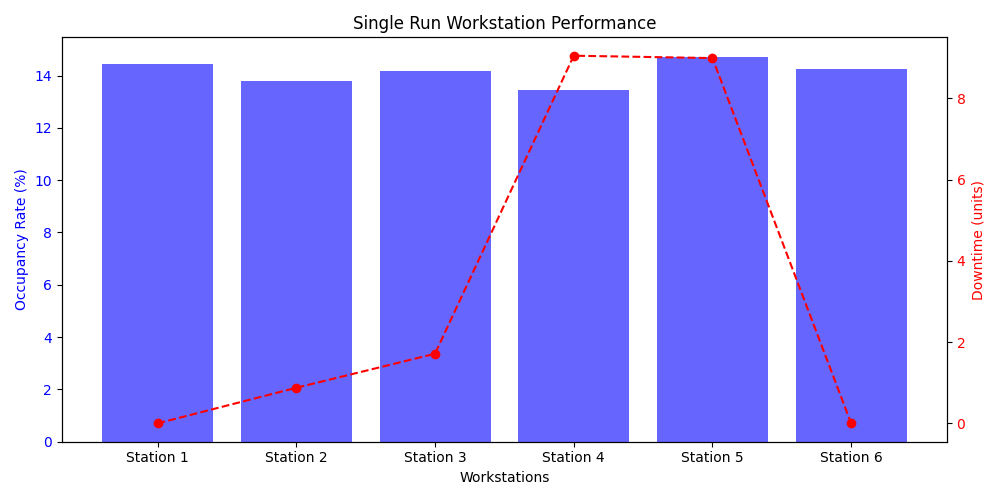 Single Run Workstation Performance
Occupancy Rate (%)
14
12
10
8
6
4
2
0
8
6
4
2
0
Downtime (units)
Station 1 Station 2 Station 3 Station 4 Station 5 Station 6
Workstations